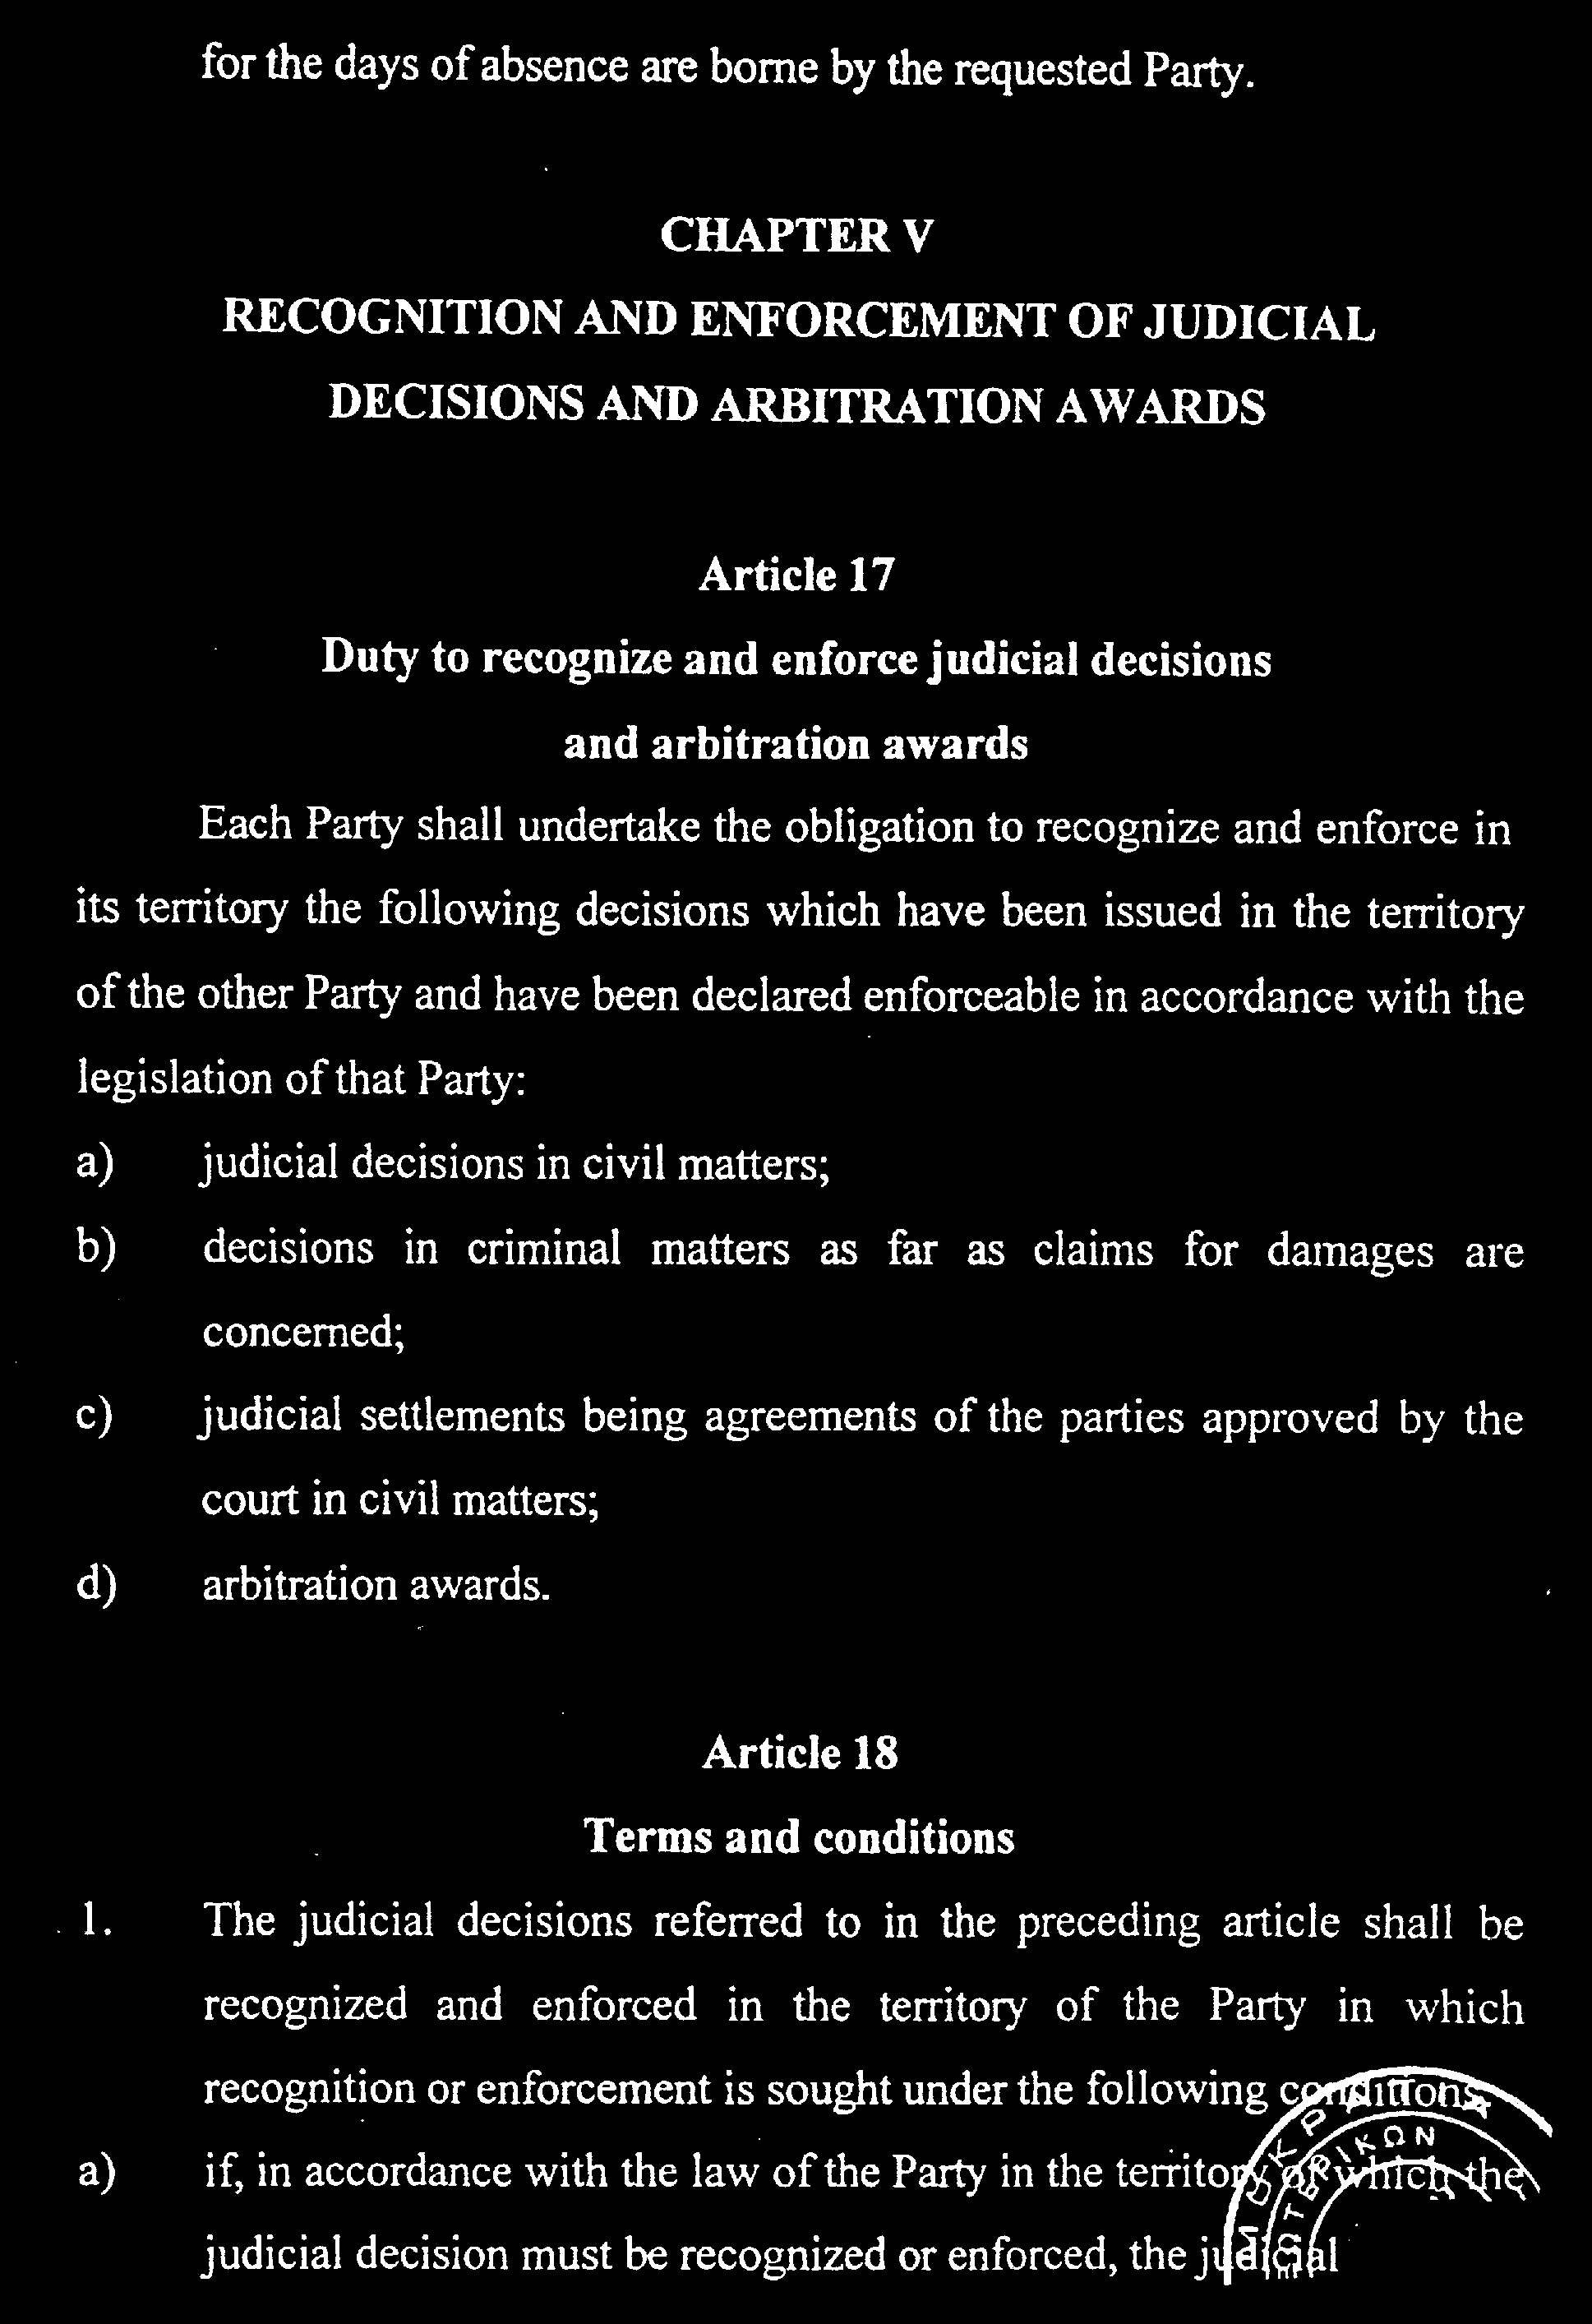 for the days of absence are borne by the requested Party.
CHAPTER V
RECOGNITION AND ENFORCEMENT OF JUDICIAL
DECISIONS AND ARBITRATION AWARDS
Article 17
Duty to recognize and enforce judicial decisions
and arbitration awards
Each Party shall undertake the obligation to recognize and enforce in
its territory the following decisions which have been issued in the territory
of the other Party and have been declared enforceable in accordance with the
legislation of that Party:
a) judicial decisions in civil matters;
b) decisions in criminal matters as far as claims for damages are
concerned;
c) judicial settlements being agreements of the parties approved by the
court in civil matters;
d) arbitration awards.
Article 18
Terms and conditions
1. The judicial decisions referred to in the preceding article shall be
recognized and enforced in the territory of the Party in which
recognition or enforcement is sought under the following conditions
a) if, in accordance with the law of the Party in the territory of which the
judicial decision must be recognized or enforced, the judicial